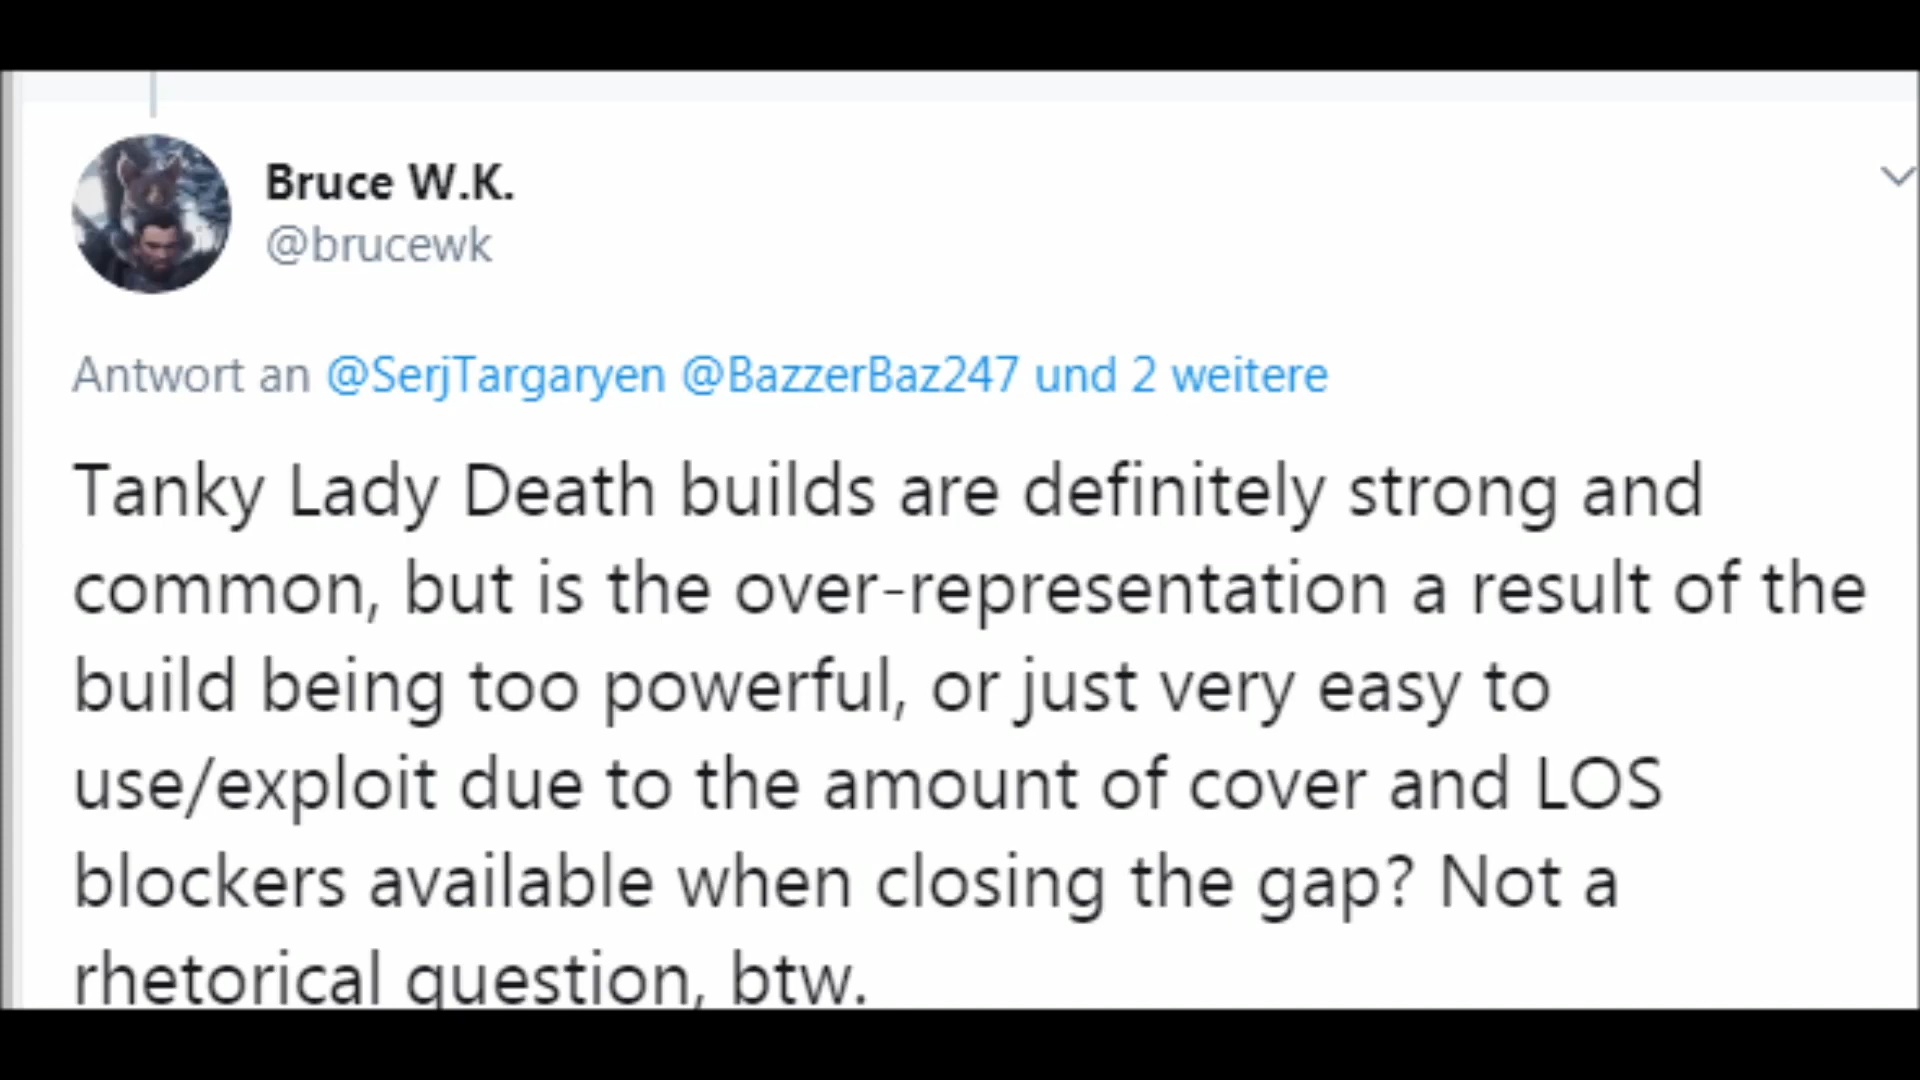 Bruce W.K.
@brucewk
Antwort an @SerjTargaryen @BazzerBaz247 und 2 weitere
Tanky Lady Death builds are definitely strong and
common, but is the over-representation a result of the
build being too powerful, or just very easy to
use/exploit due to the amount of cover and LOS
blockers available when closing the gap? Not a
rhetorical question, btw.